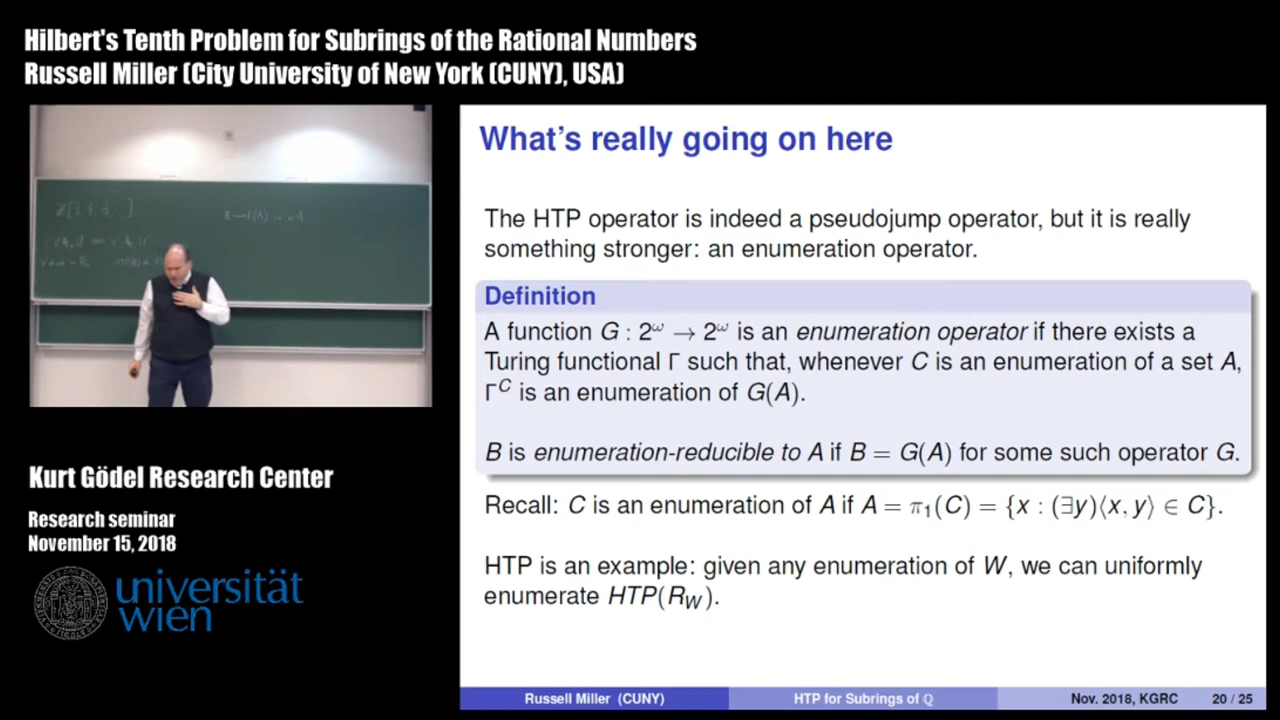 Hilbert's Tenth Problem for Subrings of the Rational Numbers
Russell Miller (City University of New York (CUNY), USA)
What's really going on here
The HTP operator is indeed a pseudojump operator, but it is really
something stronger: an enumeration operator.
Definition
A function G : 2^ω → 2^ω is an enumeration operator if there exists a
Turing functional Γ such that, whenever C is an enumeration of a set A,
Γ^C is an enumeration of G(A).
B is enumeration-reducible to A if B = G(A) for some such operator G.
Recall: C is an enumeration of A if A = π₁(C) = {x : (∃y)⟨x, y⟩ ∈ C}.
HTP is an example: given any enumeration of W, we can uniformly
enumerate HTP(R_W).
Kurt Gödel Research Center
Research seminar
November 15, 2018
universität
wien
Russell Miller (CUNY) HTP for Subrings of ℚ Nov. 2018, KGRC 20 / 25